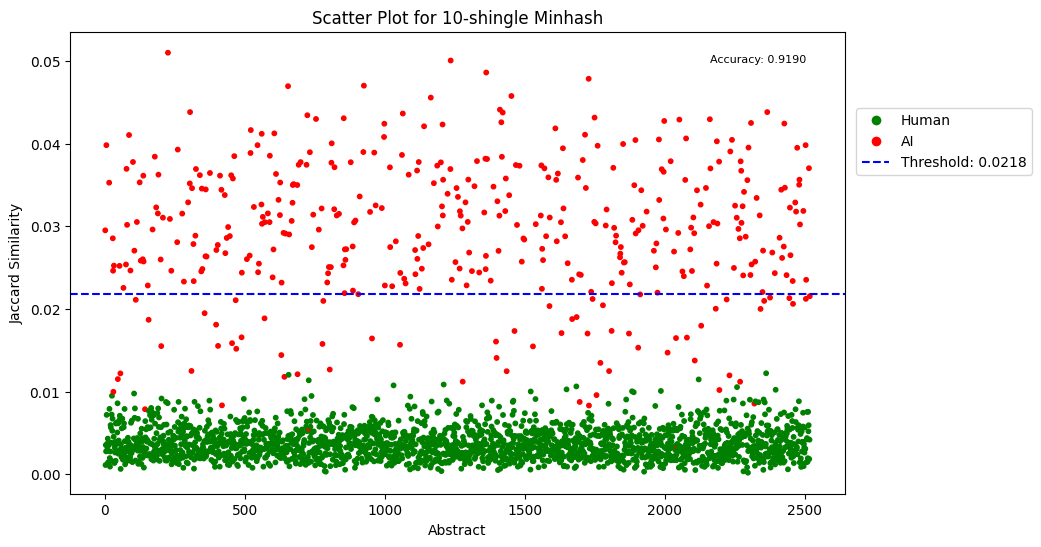 Scatter Plot for 10-shingle Minhash
Accuracy: 0.9190
Human
AI
Threshold: 0.0218
Jaccard Similarity
0.05
0.04
0.03
0.02
0.01
0.00
0
500
1000
1500
2000
2500
Abstract